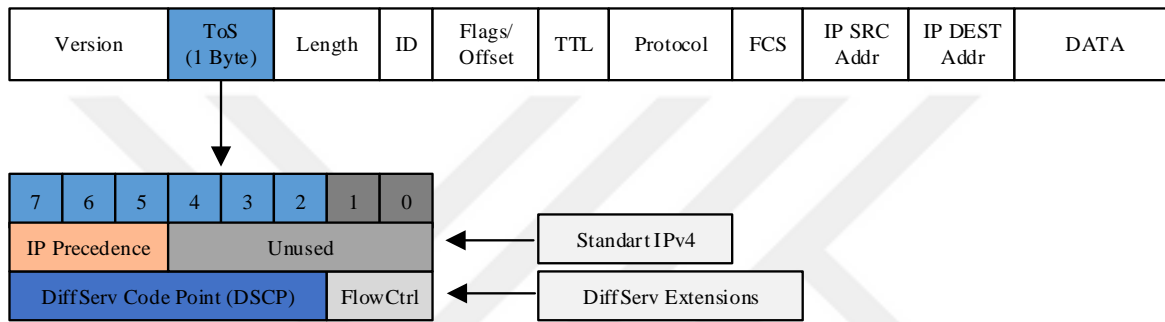 Version ToS (1 Byte) Length ID Flags/ Offset TTL Protocol FCS IP SRC Addr IP DEST Addr DATA
7 6 5 4 3 2 1 0
IP Precedence Unused Standart IPv4
DiffServ Code Point (DSCP) FlowCtrl DiffServ Extensions